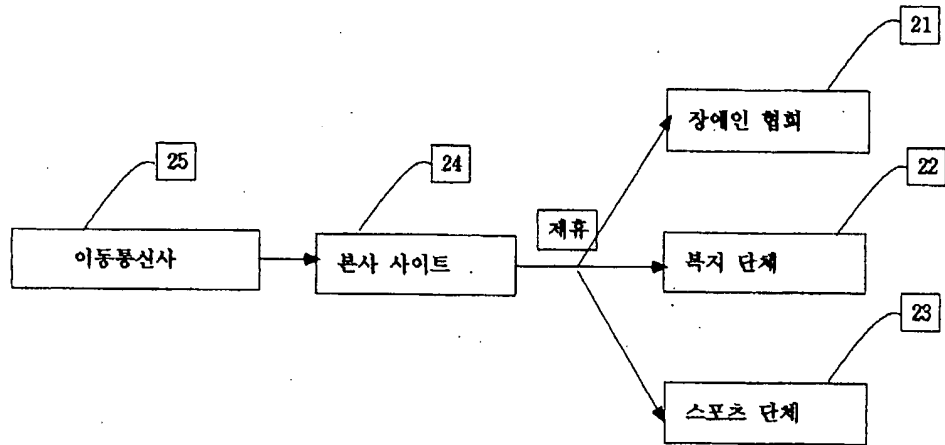 21
장애인 협회
25
24
22
제휴
이동통신사
본사 사이트
복지 단체
23
스포츠 단체